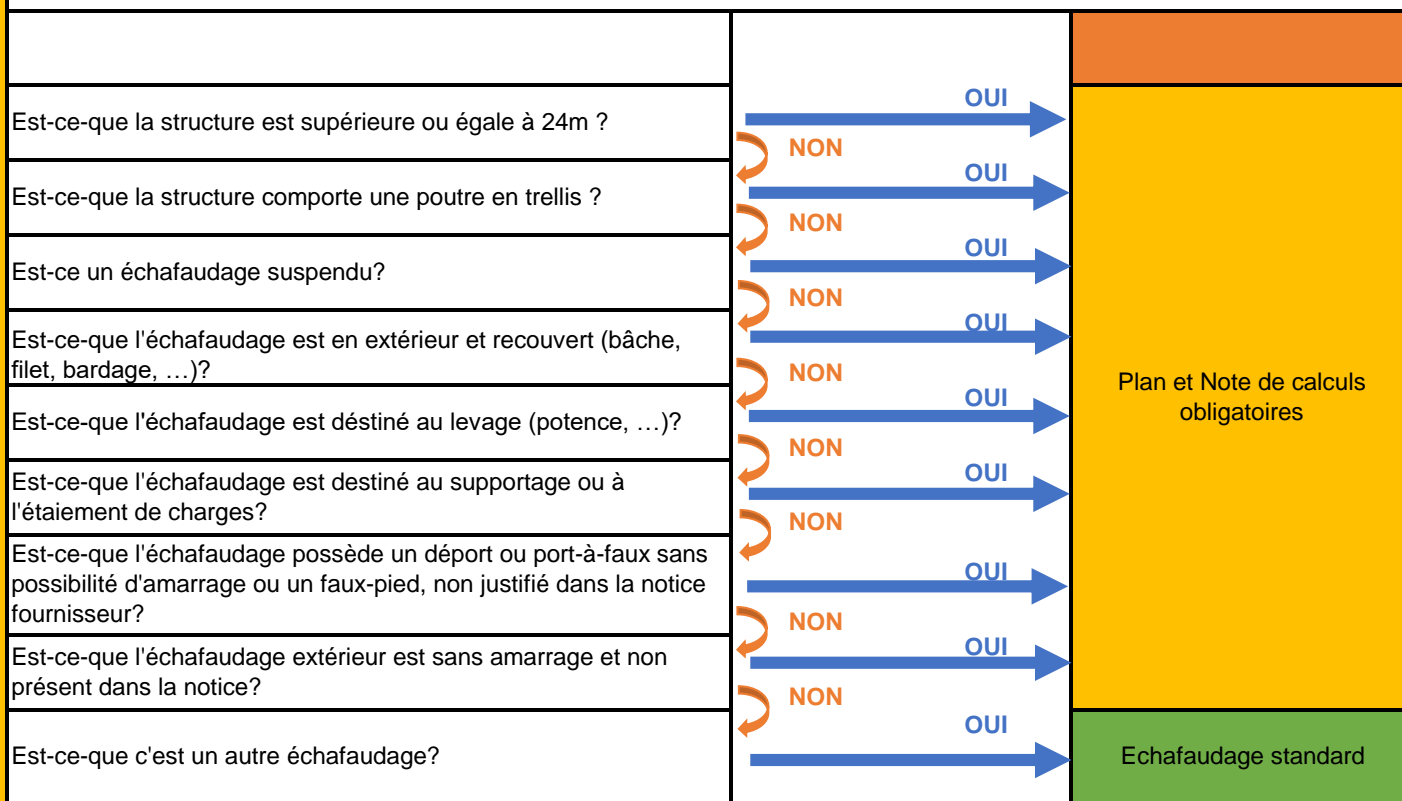 OUI
Est-ce-que la structure est supérieure ou égale à 24m ?
NON
OUI
Est-ce-que la structure comporte une poutre en trellis ?
NON
OUI
Est-ce un échafaudage suspendu?
NON
OUI
Est-ce-que l'échafaudage est en extérieur et recouvert (bâche,
filet, bardage, …)?
NON
Plan et Note de calculs
obligatoires
OUI
Est-ce-que l'échafaudage est déstiné au levage (potence, …)?
NON
OUI
Est-ce-que l'échafaudage est destiné au supportage ou à
l'étaiement de charges?
NON
Est-ce-que l'échafaudage possède un déport ou port-à-faux sans
possibilité d'amarrage ou un faux-pied, non justifié dans la notice
fournisseur?
OUI
NON
OUI
Est-ce-que l'échafaudage extérieur est sans amarrage et non
présent dans la notice?
NON
OUI
Est-ce-que c'est un autre échafaudage?
Echafaudage standard